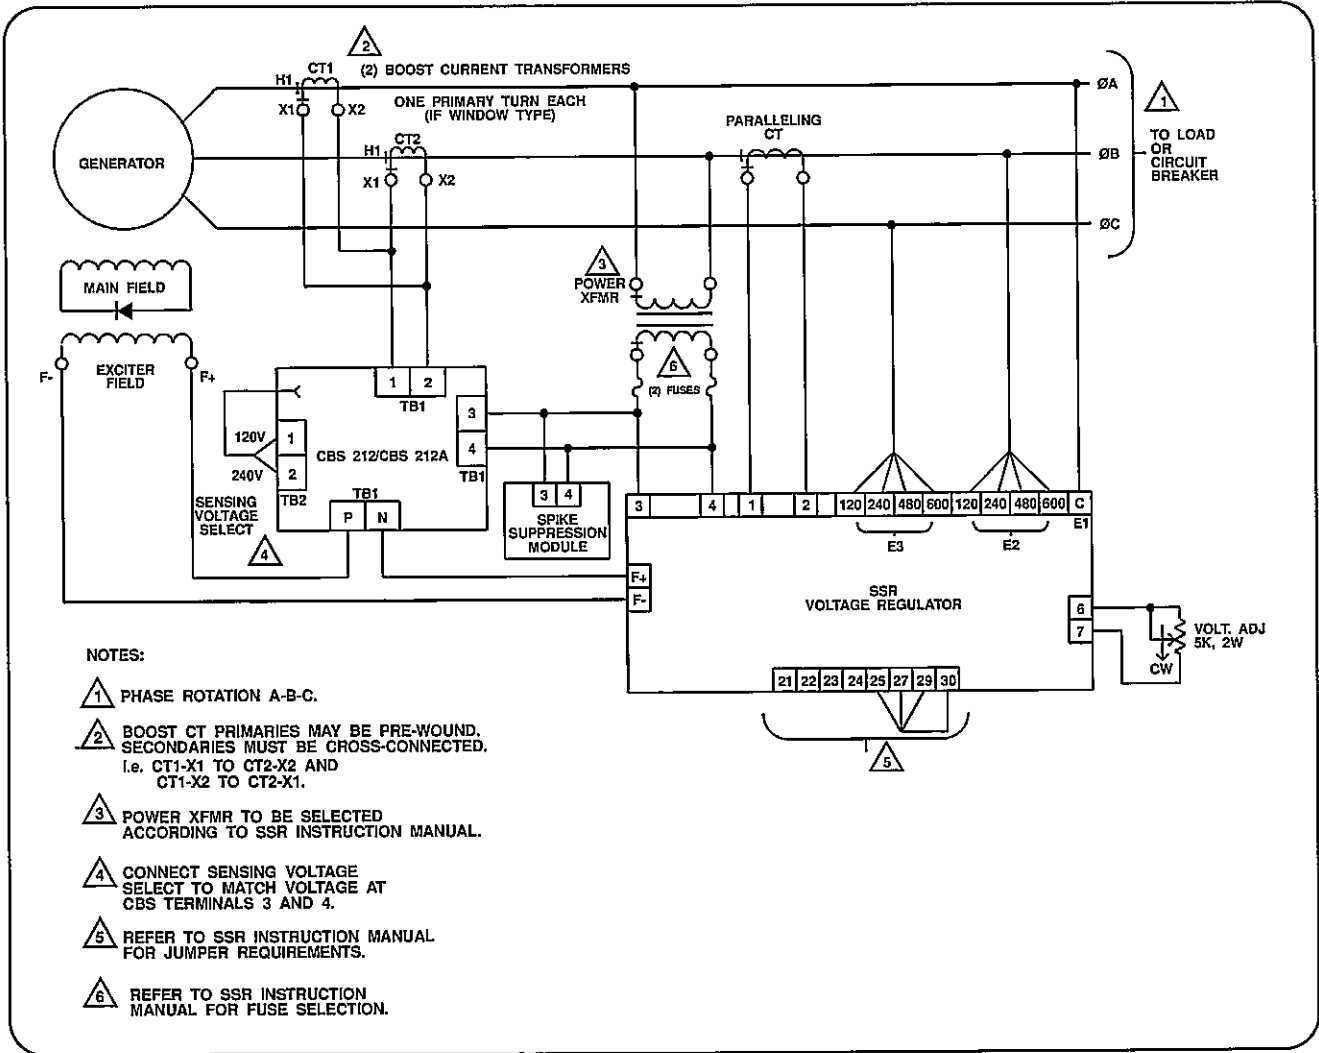 2
(2) BOOST CURRENT TRANSFORMERS
CT1
H1
X1 X2
ONE PRIMARY TURN EACH
(IF WINDOW TYPE)
ØA
1
PARALLELING
CT
TO LOAD
OR
CIRCUIT
BREAKER
GENERATOR
CT2
H1
X1 X2
ØB
ØC
3
POWER
XFMR
MAIN FIELD
EXCITER
FIELD
F- F+
6
(2) FUSES
1 2
TB1
3
4
TB1
120V
240V
1
2
TB2
CBS 212/CBS 212A
SENSING
VOLTAGE
SELECT
4
TB1
P N
3 4
SPIKE
SUPPRESSION
MODULE
3 4 1 2 120 240 480 600 120 240 480 600 C
E3 E2 E1
F+
F-
SSR
VOLTAGE REGULATOR
6
7
VOLT. ADJ
5K, 2W
CW
21 22 23 24 25 27 29 30
5
NOTES:
1 PHASE ROTATION A-B-C.
2 BOOST CT PRIMARIES MAY BE PRE-WOUND.
SECONDARIES MUST BE CROSS-CONNECTED.
i.e. CT1-X1 TO CT2-X2 AND
CT1-X2 TO CT2-X1.
3 POWER XFMR TO BE SELECTED
ACCORDING TO SSR INSTRUCTION MANUAL.
4 CONNECT SENSING VOLTAGE
SELECT TO MATCH VOLTAGE AT
CBS TERMINALS 3 AND 4.
5 REFER TO SSR INSTRUCTION MANUAL
FOR JUMPER REQUIREMENTS.
6 REFER TO SSR INSTRUCTION
MANUAL FOR FUSE SELECTION.